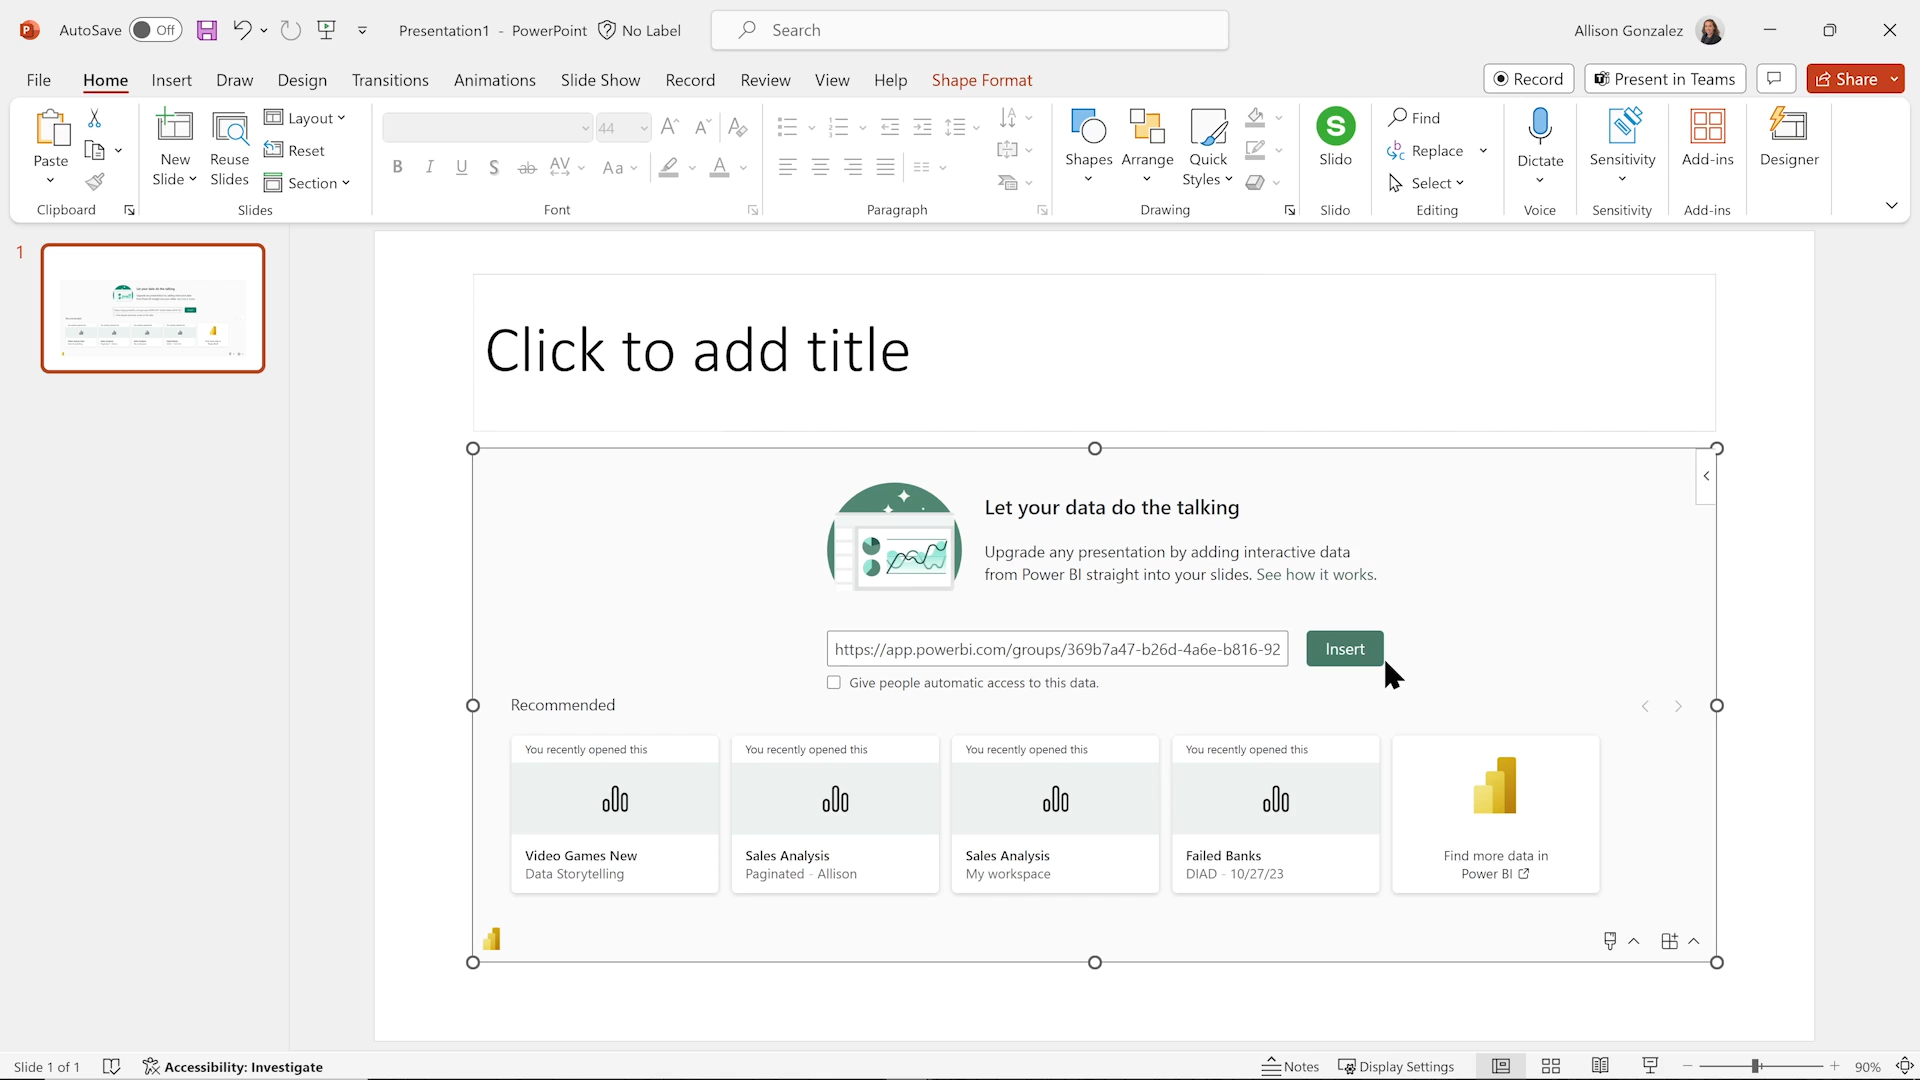 AutoSave Off Presentation1 - PowerPoint No Label Search Allison Gonzalez
File Home Insert Draw Design Transitions Animations Slide Show Record Review View Help Shape Format Record Present in Teams Share
Paste
New Slide
Reuse Slides
Layout
Reset
Section
44
B I U S ab AV Aa A
Shapes
Arrange
Quick Styles
Slido
Find
Replace
Select
Dictate
Sensitivity
Add-ins
Designer
Clipboard Slides Font Paragraph Drawing Slido Editing Voice Sensitivity Add-ins
1
Click to add title
Let your data do the talking
Upgrade any presentation by adding interactive data
from Power BI straight into your slides. See how it works.
https://app.powerbi.com/groups/369b7a47-b26d-4a6e-b816-92 Insert
Give people automatic access to this data.
Recommended
You recently opened this
Video Games New
Data Storytelling
You recently opened this
Sales Analysis
Paginated - Allison
You recently opened this
Sales Analysis
My workspace
You recently opened this
Failed Banks
DIAD - 10/27/23
Find more data in
Power BI
Slide 1 of 1 Accessibility: Investigate Notes Display Settings 90%